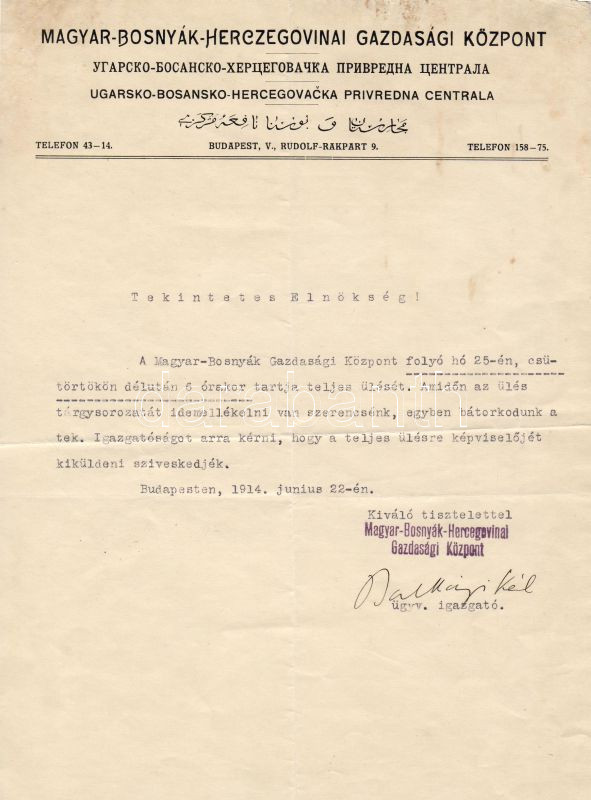 MAGYAR-BOSNYÁK-HERCZEGOVINAI GAZDASÁGI KÖZPONT
УГАРСКО-БОСАНСКО-ХЕРЦЕГОВАЧКА ПРИВРЕДНА ЦЕНТРАЛА
UGARSKO-BOSANSKO-HERCEGOVAČKA PRIVREDNA CENTRALA
TELEFON 43-14. BUDAPEST, V., RUDOLF-RAKPART 9. TELEFON 158-75.
Tekintetes Elnökség!
A Magyar-Bosnyák Gazdasági Központ folyó hó 25-én, csü-
törtökön délután 6 órakor tartja teljes ülését. Amidőn az ülés
tárgysorozatát idemellékelni van szerencsénk, egyben bátorkodunk a
tek. Igazgatóságot arra kérni, hogy a teljes ülésre képviselőjét
kiküldeni sziveskedjék.
Budapesten, 1914. junius 22-én.
Kiváló tisztelettel
Magyar-Bosnyák-Hercegovinai
Gazdasági Központ
ügyv. igazgató.
darabanth